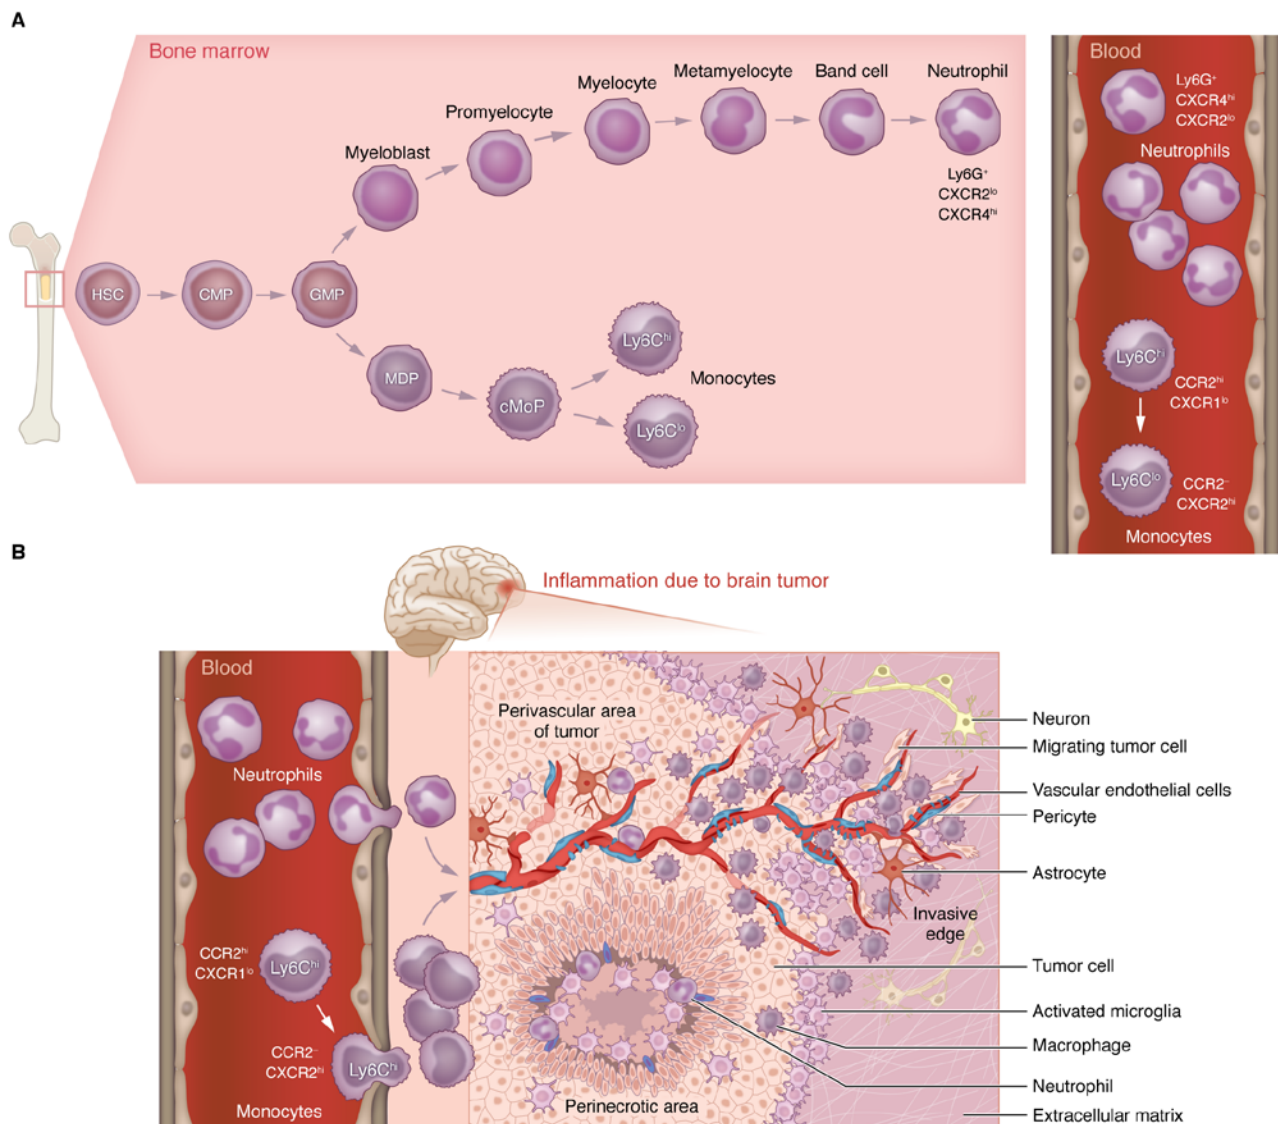 A
Bone marrow
Myeloblast
Promyelocyte
Myelocyte
Metamyelocyte
Band cell
Neutrophil
Ly6G⁺
CXCR2ˡᵒ
CXCR4ʰⁱ
HSC
CMP
GMP
MDP
cMoP
Ly6Cʰⁱ
Ly6Cˡᵒ
Monocytes
Blood
Ly6G⁺
CXCR4ʰⁱ
CXCR2ˡᵒ
Neutrophils
Ly6Cʰⁱ
CCR2ʰⁱ
CXCR1ˡᵒ
Ly6Cˡᵒ
CCR2⁻
CXCR2ʰⁱ
Monocytes
B
Inflammation due to brain tumor
Blood
Neutrophils
CCR2ʰⁱ
CXCR1ˡᵒ
Ly6Cʰⁱ
CCR2⁻
CXCR2ʰⁱ
Ly6Cʰⁱ
Monocytes
Perivascular area
of tumor
Invasive
edge
Perinecrotic area
Neuron
Migrating tumor cell
Vascular endothelial cells
Pericyte
Astrocyte
Tumor cell
Activated microglia
Macrophage
Neutrophil
Extracellular matrix